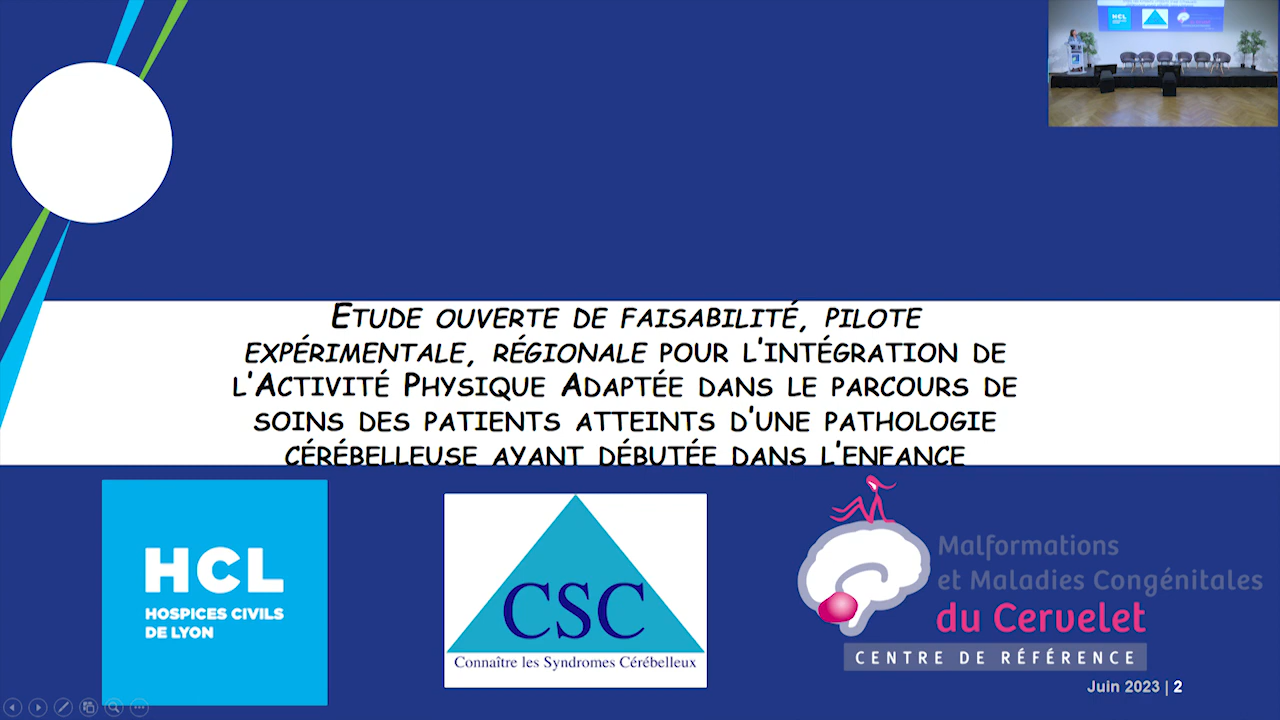 HCL
ETUDE OUVERTE DE FAISABILITÉ, PILOTE
EXPÉRIMENTALE, RÉGIONALE POUR L'INTÉGRATION DE
L'ACTIVITÉ PHYSIQUE ADAPTÉE DANS LE PARCOURS DE
SOINS DES PATIENTS ATTEINTS D'UNE PATHOLOGIE
CÉRÉBELLEUSE AYANT DÉBUTÉE DANS L'ENFANCE
HCL
HOSPICES CIVILS
DE LYON
CSC
Connaître les Syndromes Cérébelleux
Malformations
et Maladies Congénitales
du Cervelet
CENTRE DE RÉFÉRENCE
Juin 2023 | 2